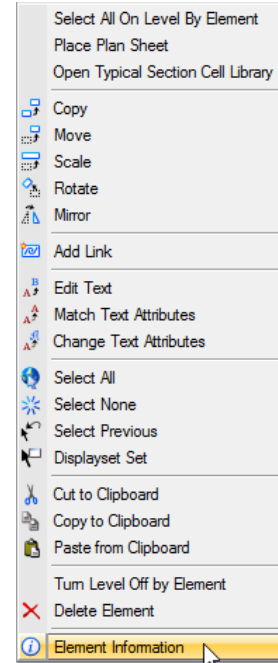 Select All On Level By Element
Place Plan Sheet
Open Typical Section Cell Library
Copy
Move
Scale
Rotate
Mirror
Add Link
Edit Text
Match Text Attributes
Change Text Attributes
Select All
Select None
Select Previous
Displayset Set
Cut to Clipboard
Copy to Clipboard
Paste from Clipboard
Turn Level Off by Element
Delete Element
Element Information